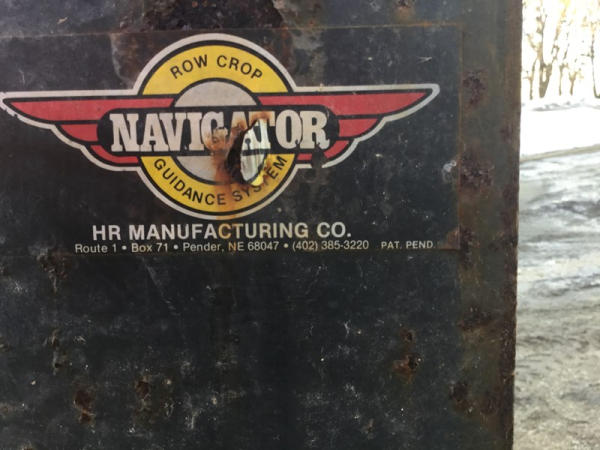 ROW CROP
NAVIGATOR
GUIDANCE SYSTEM
HR MANUFACTURING CO.
Route 1 • Box 71 • Pender, NE 68047 • (402) 385-3220 PAT. PEND.